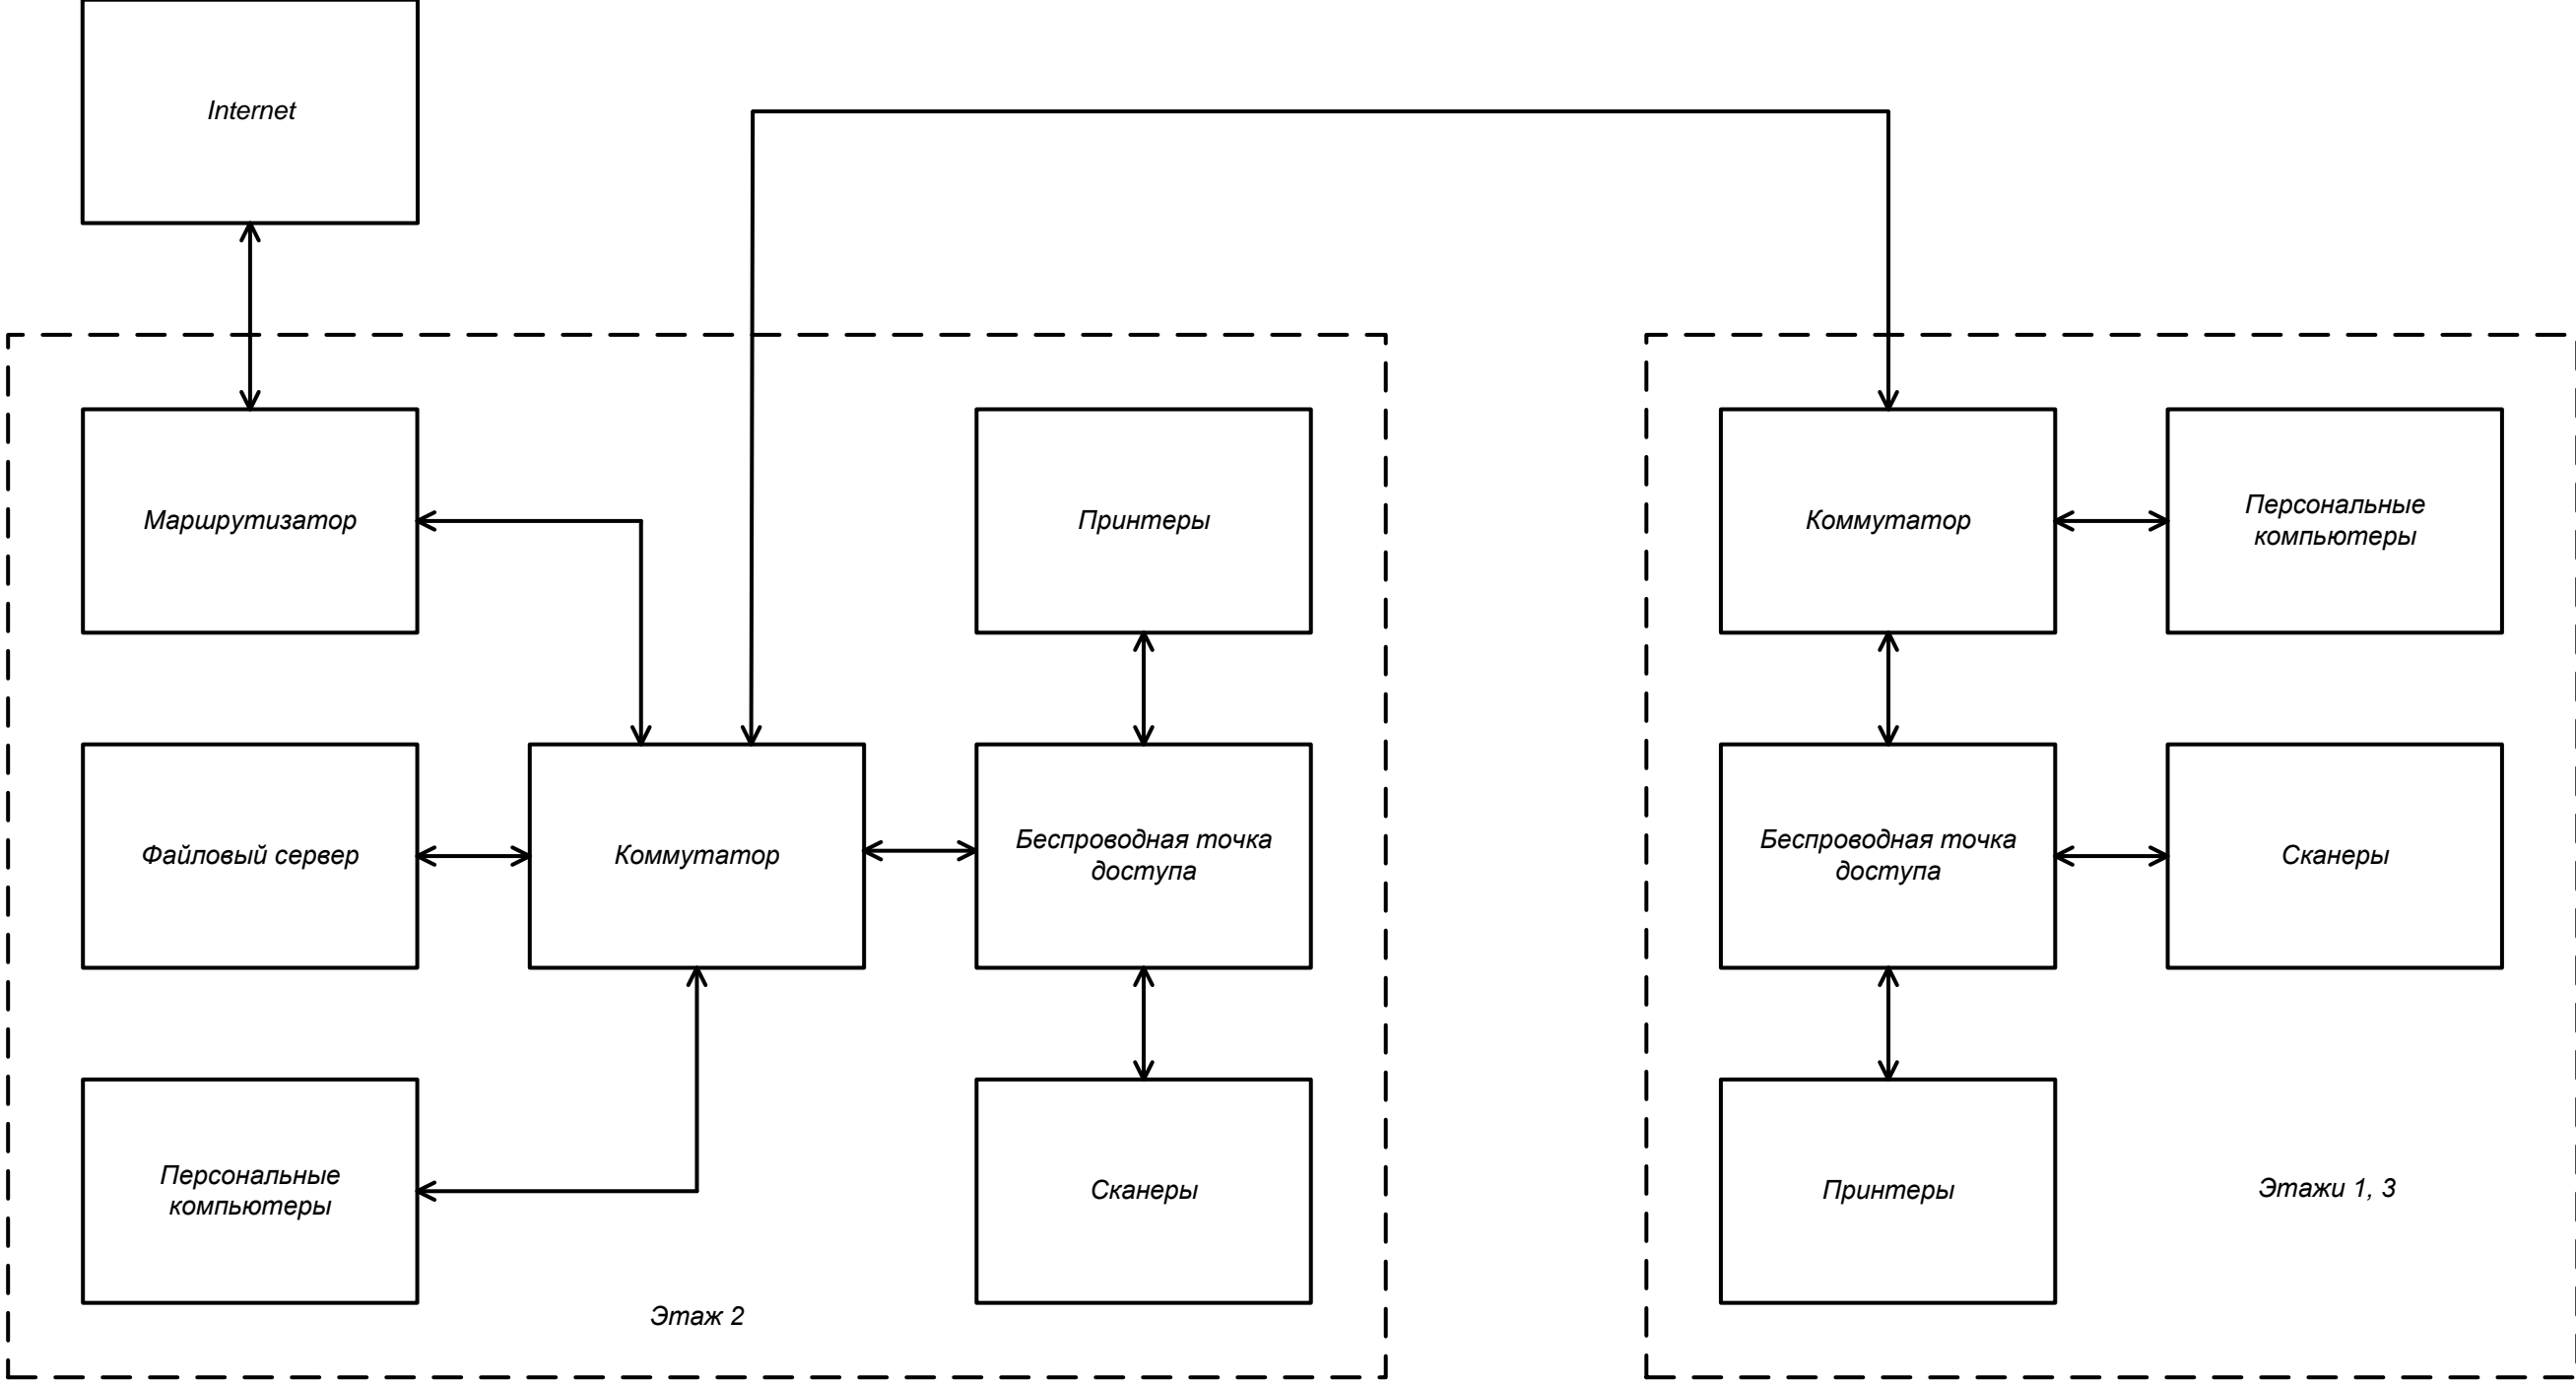 Internet
Маршрутизатор
Принтеры
Коммутатор
Персональные
компьютеры
Файловый сервер
Коммутатор
Беспроводная точка
доступа
Беспроводная точка
доступа
Сканеры
Персональные
компьютеры
Сканеры
Принтеры
Этажи 1, 3
Этаж 2